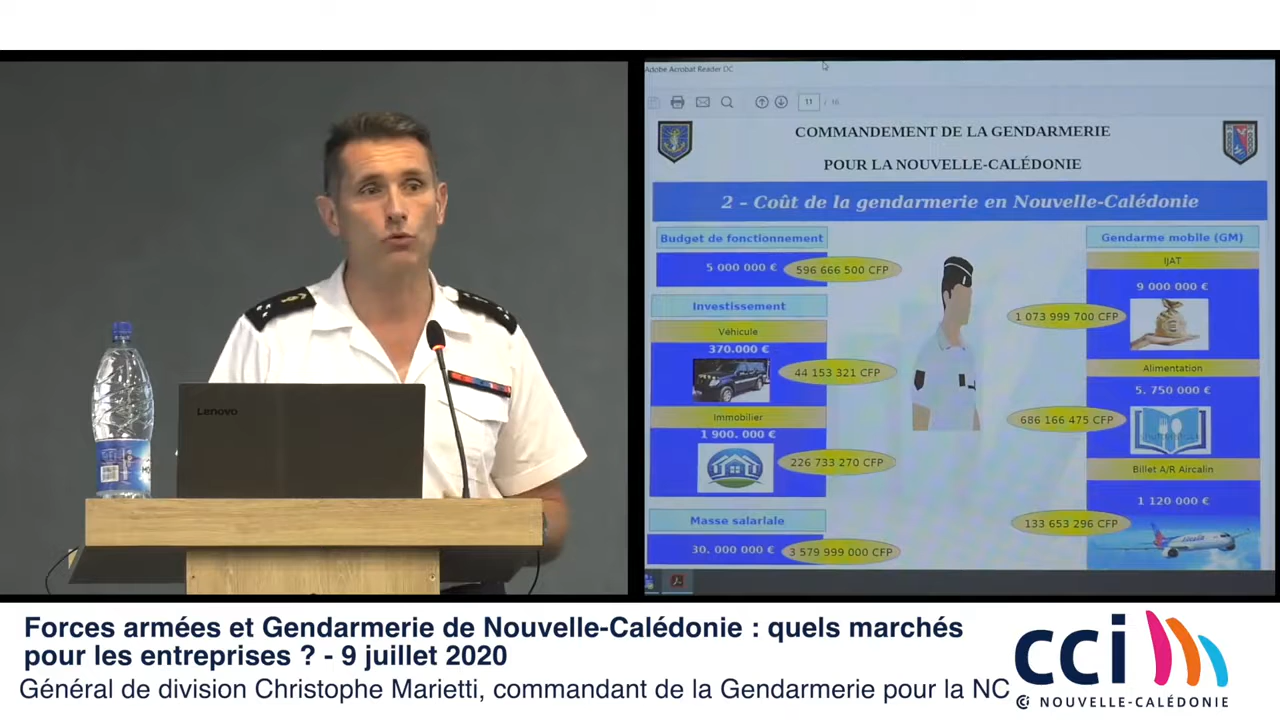 Adobe Acrobat Reader DC
11 / 16
COMMANDEMENT DE LA GENDARMERIE
POUR LA NOUVELLE-CALÉDONIE
2 – Coût de la gendarmerie en Nouvelle-Calédonie
Budget de fonctionnement
5 000 000 €
596 666 500 CFP
Investissement
Véhicule
370.000 €
44 153 321 CFP
Immobilier
1 900. 000 €
226 733 270 CFP
Masse salariale
30. 000 000 €
3 579 999 000 CFP
Gendarme mobile (GM)
IJAT
9 000 000 €
1 073 999 700 CFP
Alimentation
5. 750 000 €
686 166 475 CFP
Billet A/R Aircalin
1 120 000 €
133 653 296 CFP
Lenovo
Forces armées et Gendarmerie de Nouvelle-Calédonie : quels marchés
pour les entreprises ? - 9 juillet 2020
Général de division Christophe Marietti, commandant de la Gendarmerie pour la NC
cci
NOUVELLE-CALÉDONIE